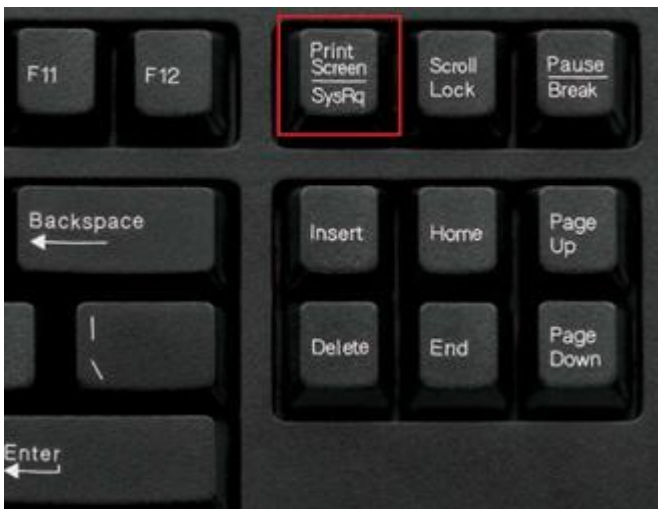 F11
F12
Print
Screen
SysRq
Scroll
Lock
Pause
Break
Backspace
Insert
Home
Page
Up
|
\
Delete
End
Page
Down
Enter